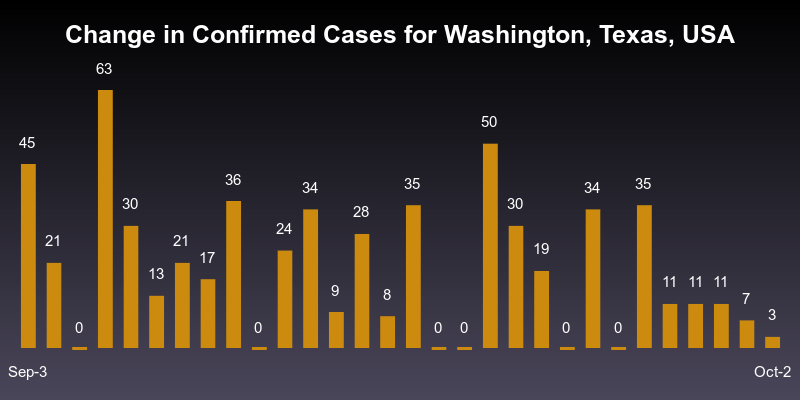 Change in Confirmed Cases for Washington, Texas, USA
45 21 0 63 30 13 21 17 36 0 24 34 9 28 8 35 0 0 50 30 19 0 34 0 35 11 11 11 7 3
Sep-3 Oct-2